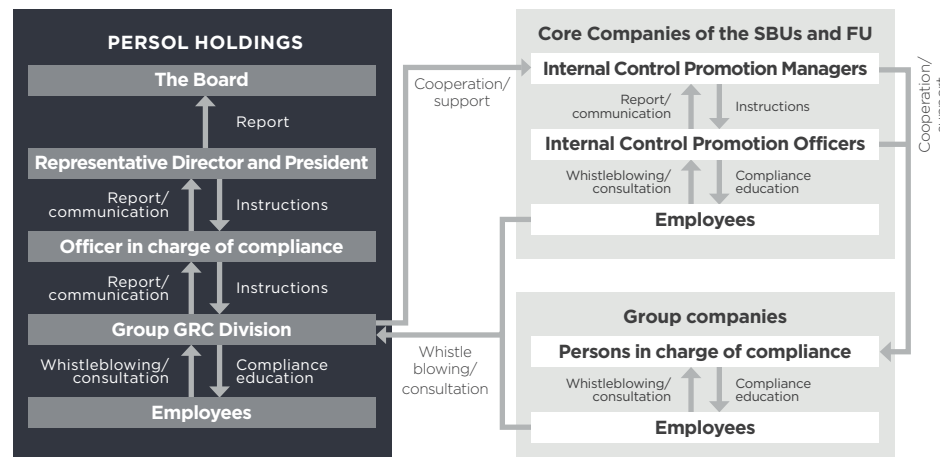 PERSOL HOLDINGS
The Board
Report
Representative Director and President
Report/
communication
Instructions
Officer in charge of compliance
Report/
communication
Instructions
Group GRC Division
Whistleblowing/
consultation
Compliance
education
Employees
Cooperation/
support
Whistle
blowing/
consultation
Core Companies of the SBUs and FU
Internal Control Promotion Managers
Report/
communication
Instructions
Internal Control Promotion Officers
Whistleblowing/
consultation
Compliance
education
Employees
Cooperation/
Group companies
Persons in charge of compliance
Whistleblowing/
consultation
Compliance
education
Employees